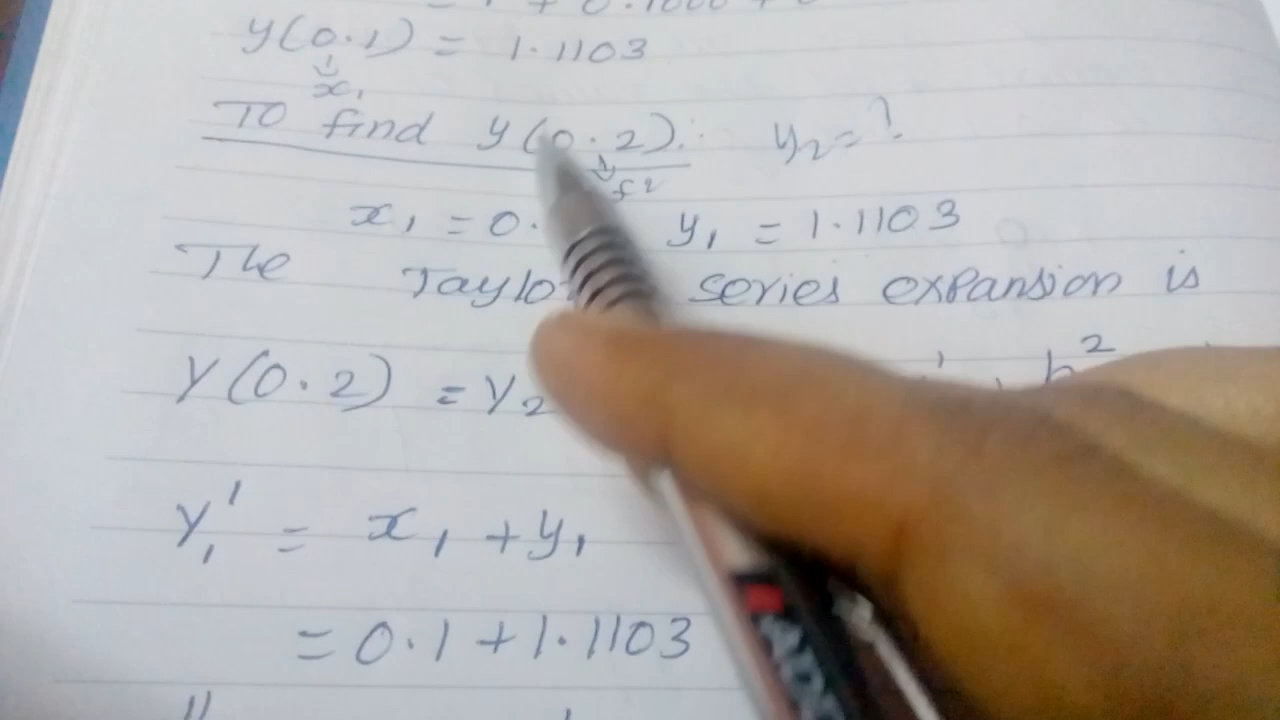 y(0.1) = 1.1103
x₁
To find y(0.2): y₂ = ?
x₁ = 0. y₁ = 1.1103
The Taylo series expansion is
Y(0.2) = Y₂ h²
Y₁' = x₁ + y₁
= 0.1 + 1.1103